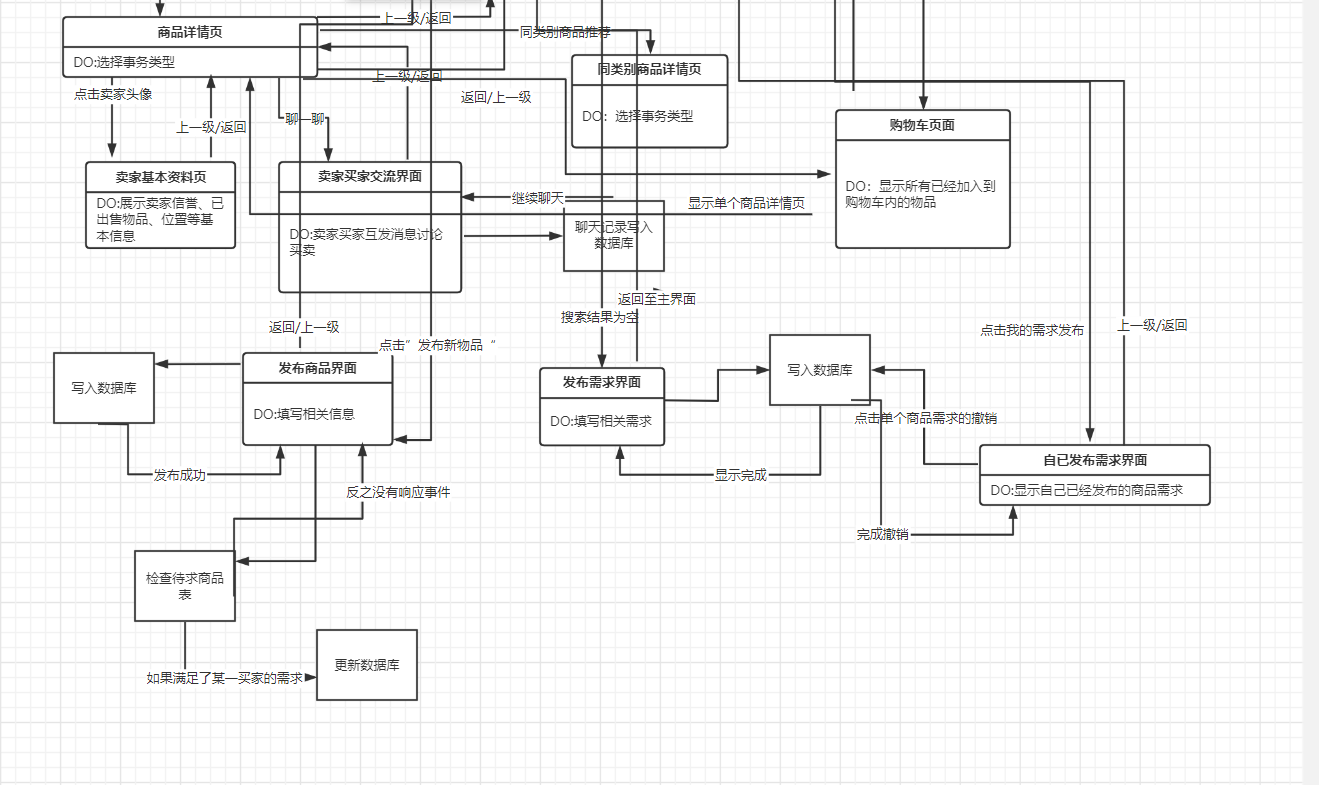 上一级/返回
商品详情页
同类别商品推荐
DO:选择事务类型
同类别商品详情页
上一级/返回
点击卖家头像
返回/上一级
DO：选择事务类型
聊一聊
上一级/返回
购物车页面
卖家基本资料页
卖家买家交流界面
DO：显示所有已经加入到
购物车内的物品
DO:展示卖家信誉、已
出售物品、位置等基
本信息
继续聊天
显示单个商品详情页
DO:卖家买家互发消息讨论
买卖
聊天记录写入
数据库
返回至主界面
搜索结果为空
返回/上一级
点击我的需求发布
上一级/返回
点击”发布新物品“
发布商品界面
写入数据库
写入数据库
发布需求界面
DO:填写相关信息
DO:填写相关需求
点击单个商品需求的撤销
自已发布需求界面
发布成功
显示完成
反之没有响应事件
DO:显示自己已经发布的商品需求
完成撤销
检查待求商品
表
更新数据库
如果满足了某一买家的需求